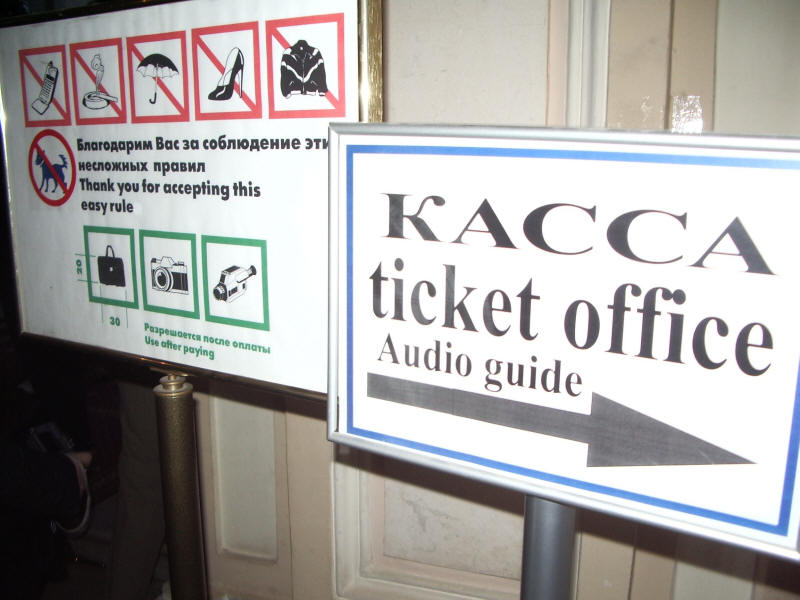 Благодарим Вас за соблюдение эти
несложных правил
Thank you for accepting this
easy rule
20
30
Разрешается после оплаты
Use after paying
КАССА
ticket office
Audio guide